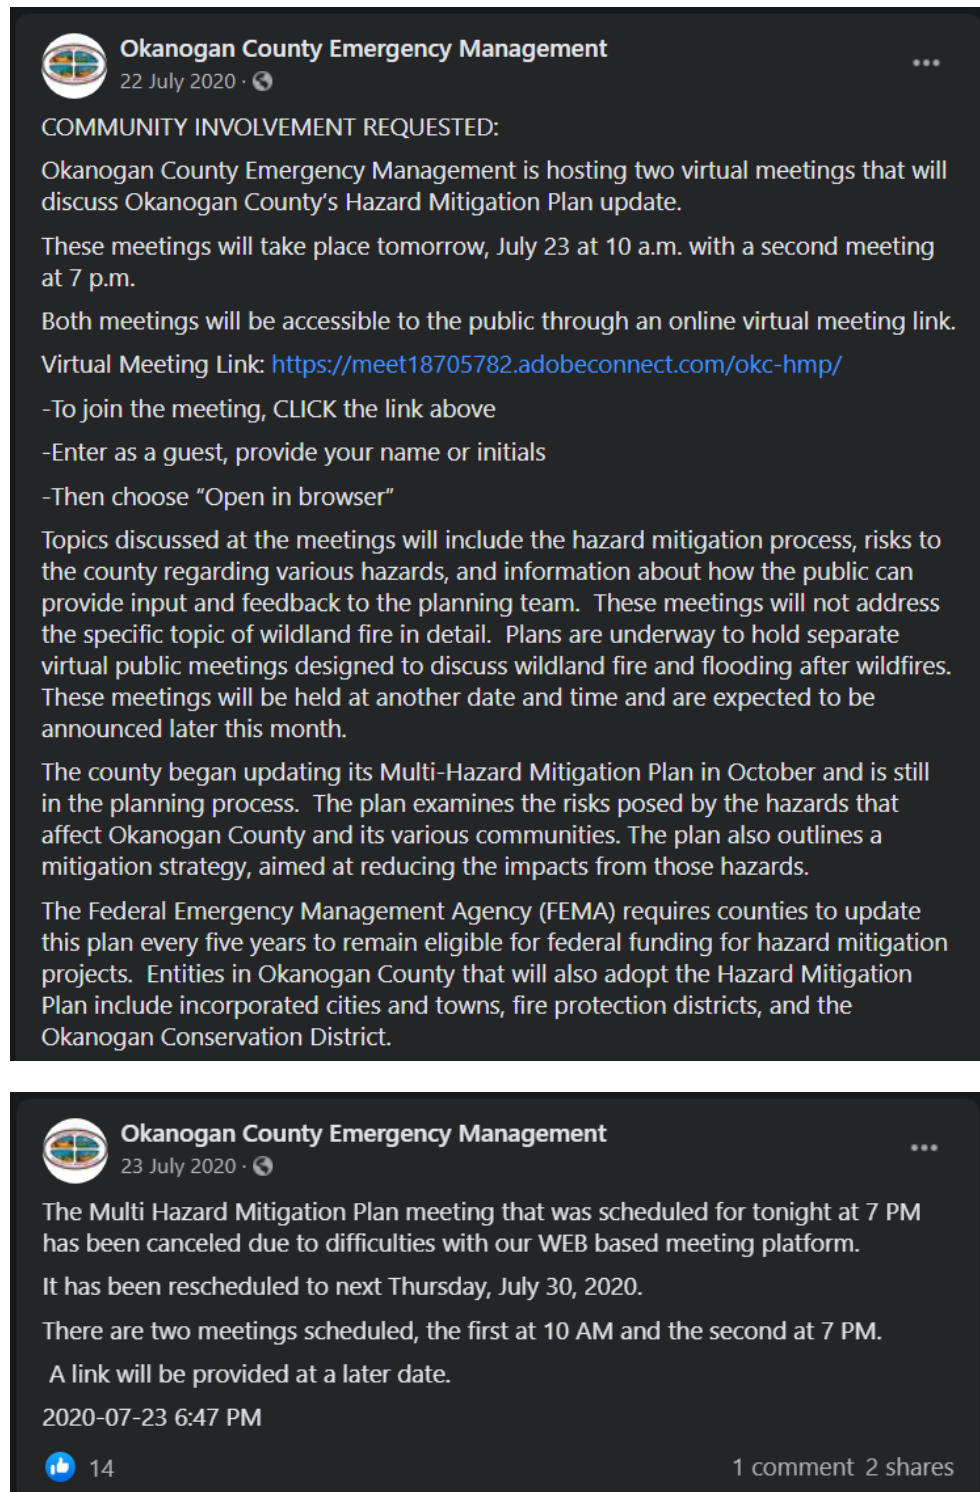 Okanogan County Emergency Management
22 July 2020 ·
COMMUNITY INVOLVEMENT REQUESTED:
Okanogan County Emergency Management is hosting two virtual meetings that will
discuss Okanogan County's Hazard Mitigation Plan update.
These meetings will take place tomorrow, July 23 at 10 a.m. with a second meeting
at 7 p.m.
Both meetings will be accessible to the public through an online virtual meeting link.
Virtual Meeting Link: https://meet18705782.adobeconnect.com/okc-hmp/
-To join the meeting, CLICK the link above
-Enter as a guest, provide your name or initials
-Then choose "Open in browser"
Topics discussed at the meetings will include the hazard mitigation process, risks to
the county regarding various hazards, and information about how the public can
provide input and feedback to the planning team.  These meetings will not address
the specific topic of wildland fire in detail.  Plans are underway to hold separate
virtual public meetings designed to discuss wildland fire and flooding after wildfires.
These meetings will be held at another date and time and are expected to be
announced later this month.
The county began updating its Multi-Hazard Mitigation Plan in October and is still
in the planning process.  The plan examines the risks posed by the hazards that
affect Okanogan County and its various communities. The plan also outlines a
mitigation strategy, aimed at reducing the impacts from those hazards.
The Federal Emergency Management Agency (FEMA) requires counties to update
this plan every five years to remain eligible for federal funding for hazard mitigation
projects.  Entities in Okanogan County that will also adopt the Hazard Mitigation
Plan include incorporated cities and towns, fire protection districts, and the
Okanogan Conservation District.
Okanogan County Emergency Management
23 July 2020 ·
The Multi Hazard Mitigation Plan meeting that was scheduled for tonight at 7 PM
has been canceled due to difficulties with our WEB based meeting platform.
It has been rescheduled to next Thursday, July 30, 2020.
There are two meetings scheduled, the first at 10 AM and the second at 7 PM.
A link will be provided at a later date.
2020-07-23 6:47 PM
14 1 comment 2 shares